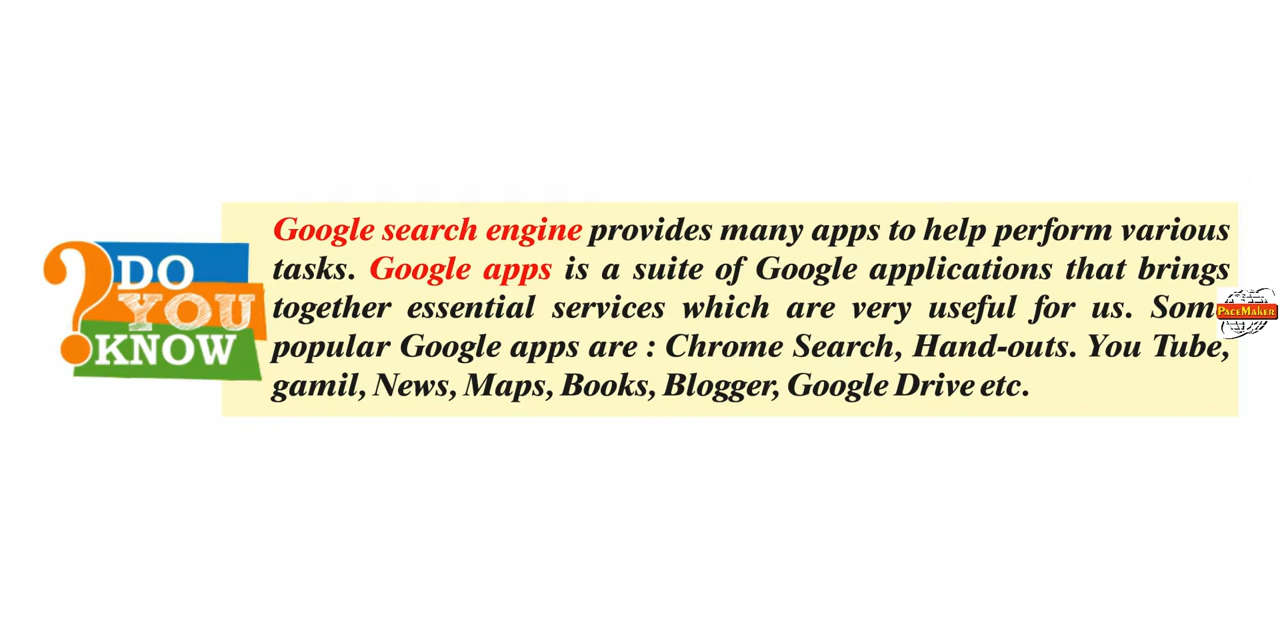 Google search engine provides many apps to help perform various
DO
tasks. Google apps is a suite of Google applications that brings
YOU
together essential services which are very useful for us. Som
PACEMAKER
KNOW
popular Google apps are : Chrome Search, Hand-outs. You Tube,
gamil, News, Maps, Books, Blogger, Google Drive etc.